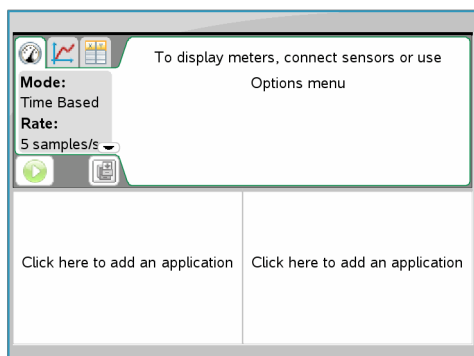 To display meters, connect sensors or use
Options menu
Mode:
Time Based
Rate:
5 samples/s
Click here to add an application
Click here to add an application